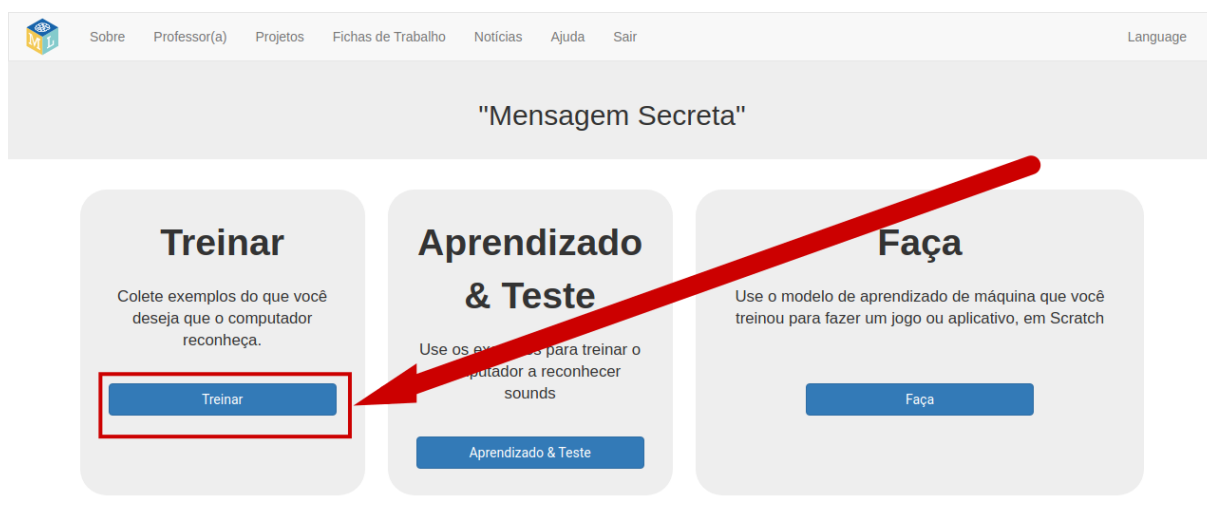 M L
Sobre Professor(a) Projetos Fichas de Trabalho Notícias Ajuda Sair Language
"Mensagem Secreta"
Treinar
Colete exemplos do que você
deseja que o computador
reconheça.
Treinar
Aprendizado
& Teste
Use os para treinar o
a reconhecer
sounds
Aprendizado & Teste
Faça
Use o modelo de aprendizado de máquina que você
treinou para fazer um jogo ou aplicativo, em Scratch
Faça